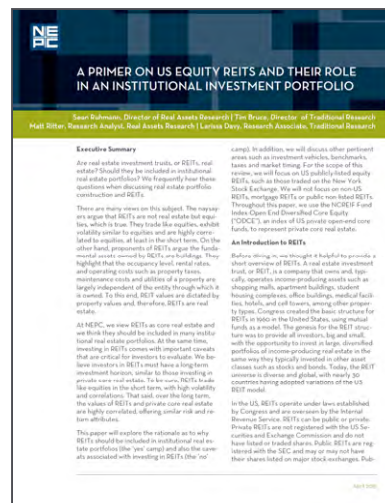 NE
PC
A PRIMER ON US EQUITY REITS AND THEIR ROLE
IN AN INSTITUTIONAL INVESTMENT PORTFOLIO
Sean Ruhmann, Director of Real Assets Research | Tim Bruce, Director of Traditional Research
Matt Ritter, Research Analyst, Real Assets Research | Larissa Davy, Research Associate, Traditional Research
Executive Summary
Are real estate investment trusts, or REITs, real
estate? Should they be included in institutional
real estate portfolios? We frequently hear these
questions when discussing real estate portfolio
construction and REITs.
There are many views on this subject. The naysay-
ers argue that REITs are not real estate but equi-
ties, which is true. They trade like equities, exhibit
volatility similar to equities and are highly corre-
lated to equities, at least in the short term. On the
other hand, proponents of REITs argue the funda-
mental assets owned by REITs are buildings. They
highlight that the occupancy level, rental rates,
and operating costs such as property taxes,
maintenance costs and utilities of a property are
largely independent of the entity through which it
is owned. To this end, REIT values are dictated by
property values and, therefore, REITs are real
estate.
At NEPC, we view REITs as core real estate and
we think they should be included in many institu-
tional real estate portfolios. At the same time,
investing in REITs comes with important caveats
that are critical for investors to evaluate. We be-
lieve investors in REITs must have a long-term
investment horizon, similar to those investing in
private core real estate. To be sure, REITs trade
like equities in the short term, with high volatility
and correlations. That said, over the long term,
the values of REITs and private core real estate
are highly correlated, offering similar risk and re-
turn attributes.
This paper will explore the rationale as to why
REITs should be included in institutional real es-
tate portfolios (the ‘yes’ camp) and also the cave-
ats associated with investing in REITs (the ‘no’
camp). In addition, we will discuss other pertinent
areas such as investment vehicles, benchmarks,
taxes and market timing. For the scope of this
review, we will focus on US publicly-listed equity
REITs, such as those traded on the New York
Stock Exchange. We will not focus on non-US
REITs, mortgage REITs or public non listed REITs.
Throughout this paper, we use the NCREIF Fund
Index-Open End Diversified Core Equity
(“ODCE”), an index of US private open-end core
funds, to represent private core real estate.
An Introduction to REITs
Before diving in, we thought it helpful to provide a
short overview of REITs. A real estate investment
trust, or REIT, is a company that owns and, typi-
cally, operates income-producing assets such as
shopping malls, apartment buildings, student
housing complexes, office buildings, medical facili-
ties, hotels, and cell towers, among other proper-
ty types. Congress created the basic structure for
REITs in 1960 in the United States, using mutual
funds as a model. The genesis for the REIT struc-
ture was to provide all investors, big and small,
with the opportunity to invest in large, diversified
portfolios of income-producing real estate in the
same way they typically invested in other asset
classes such as stocks and bonds. Today, the REIT
universe is diverse and global, with nearly 30
countries having adopted variations of the US
REIT model.
In the US, REITs operate under laws established
by Congress and are overseen by the Internal
Revenue Service. REITs can be public or private.
Private REITs are not registered with the US Se-
curities and Exchange Commission and do not
have listed or traded shares. Public REITs are reg-
istered with the SEC and may or may not have
their shares listed on major stock exchanges. Pub-